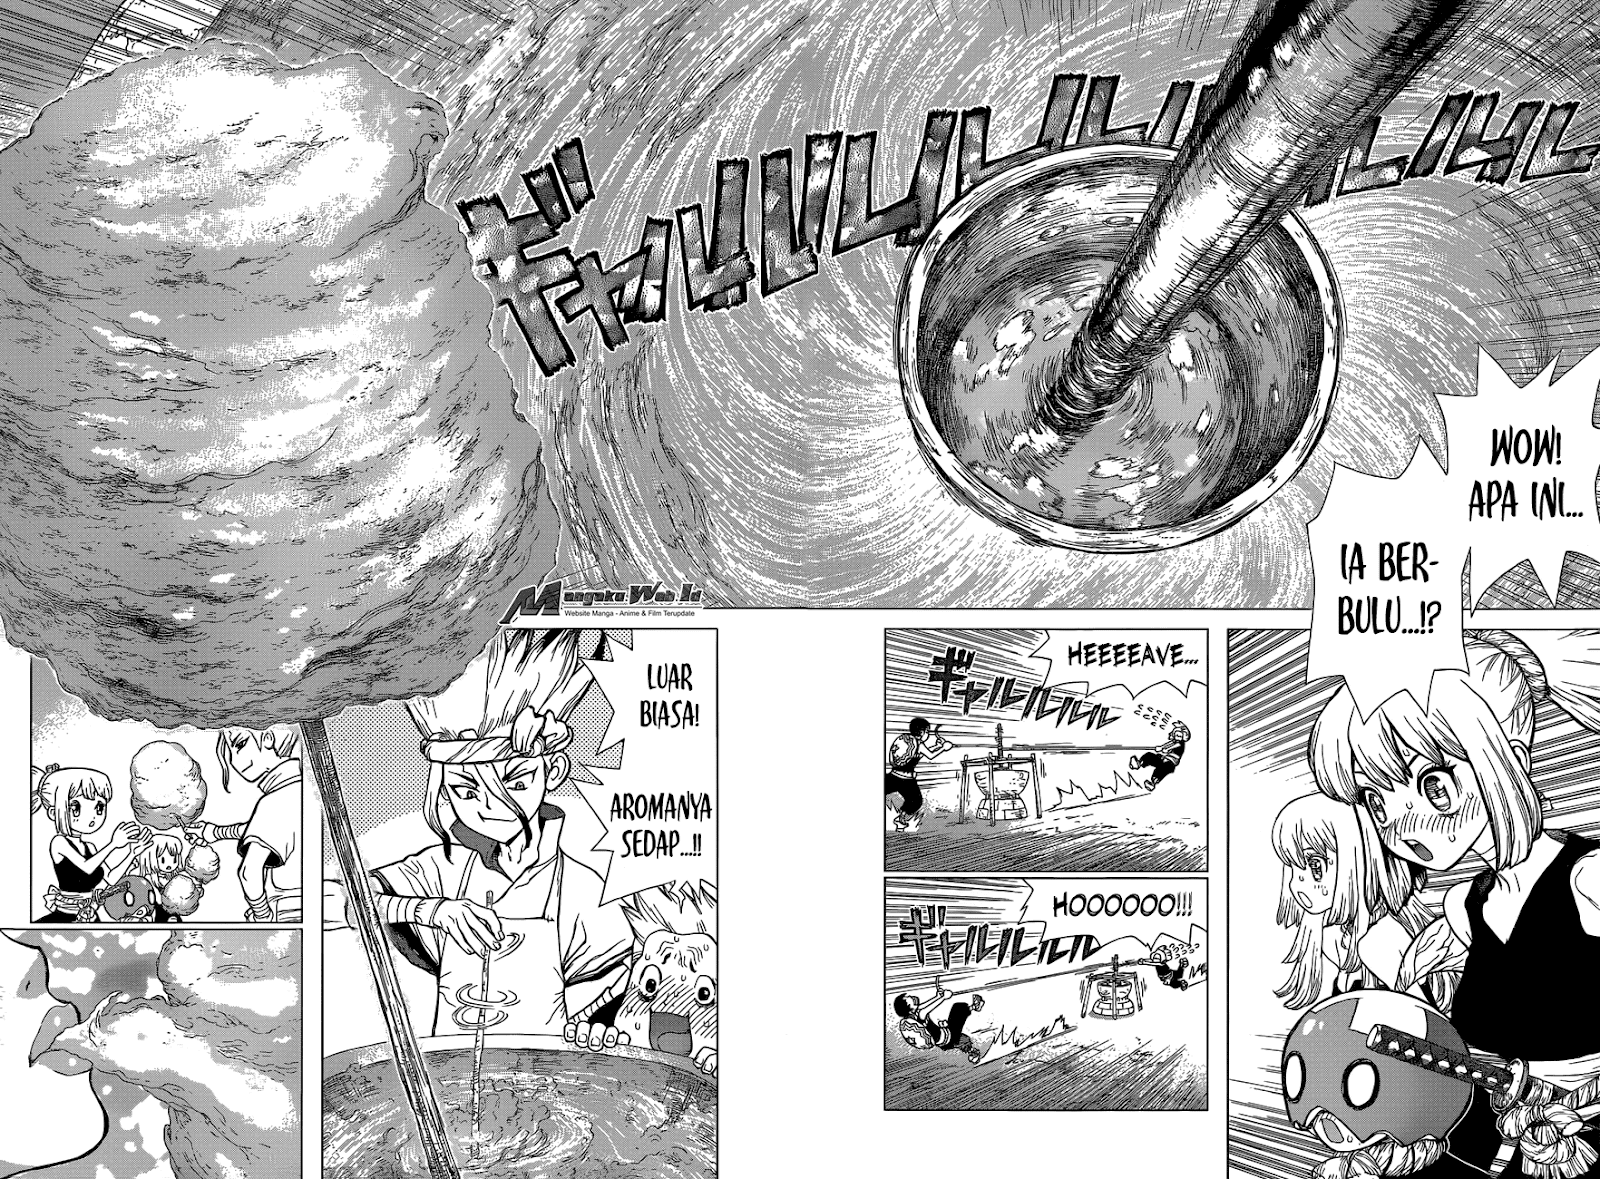 ギャルルルルルルルルルル
WOW!
APA INI...
IA BER-
BULU...!?
HEEEEAVE...
ギャルルルルルル
HOOOOOO!!!
ギャルルルルル
Mangaku.Web.Id
Website Manga - Anime & Film Terupdate
LUAR
BIASA!
AROMANYA
SEDAP...!!